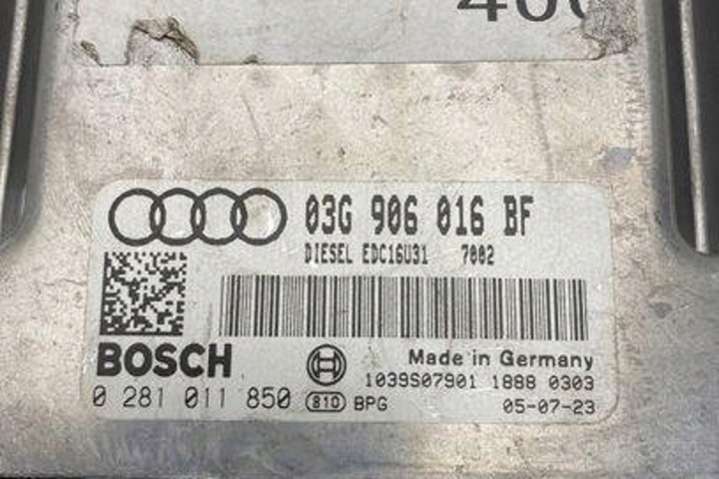 03G 906 016 BF
DIESEL EDC16U31 7002
BOSCH
Made in Germany
1039S07901 1888 0303
0 281 011 850
810 BPG
05-07-23